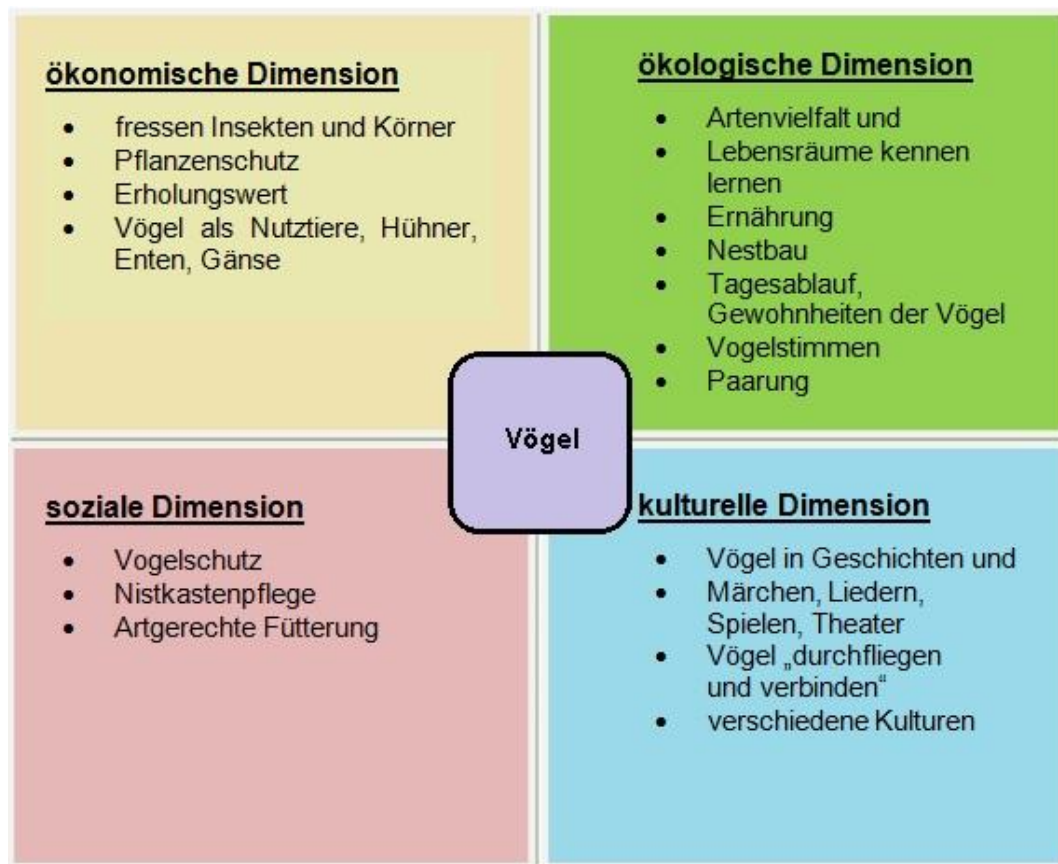 ökonomische Dimension
• fressen Insekten und Körner
• Pflanzenschutz
• Erholungswert
• Vögel als Nutztiere, Hühner,
Enten, Gänse
ökologische Dimension
• Artenvielfalt und
• Lebensräume kennen
lernen
• Ernährung
• Nestbau
• Tagesablauf,
Gewohnheiten der Vögel
• Vogelstimmen
• Paarung
Vögel
soziale Dimension
• Vogelschutz
• Nistkastenpflege
• Artgerechte Fütterung
kulturelle Dimension
• Vögel in Geschichten und
• Märchen, Liedern,
Spielen, Theater
• Vögel „durchfliegen
und verbinden“
• verschiedene Kulturen